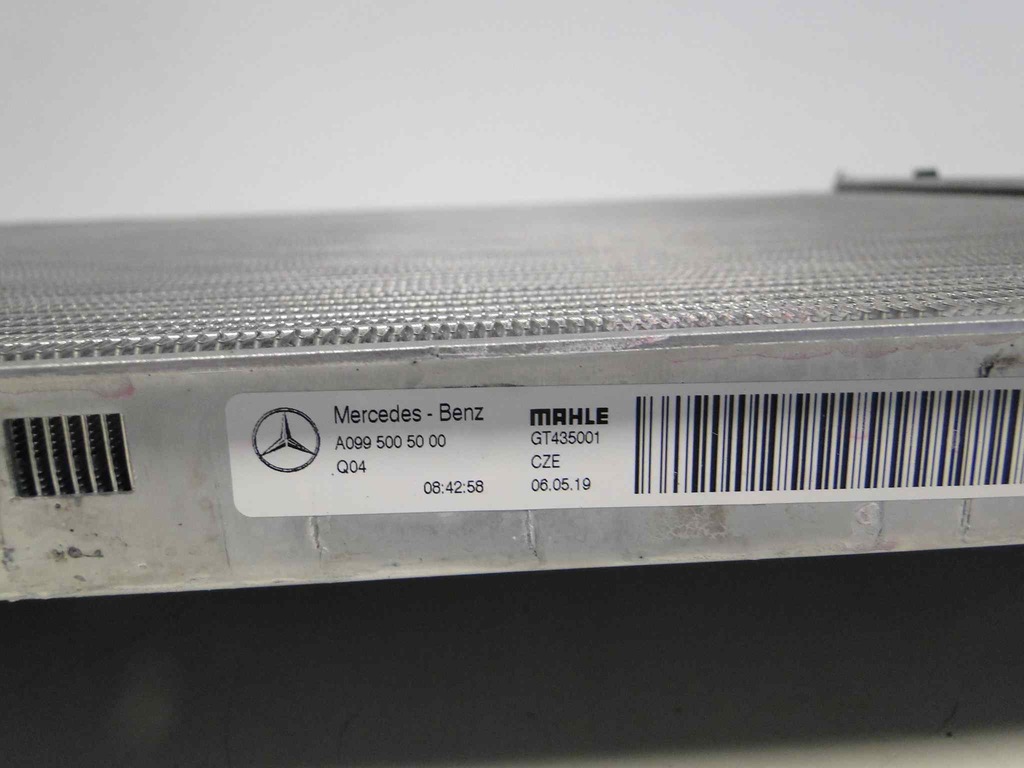 Mercedes - Benz
A099 500 50 00
Q04
08:42:58
MAHLE
GT435001
CZE
06.05.19